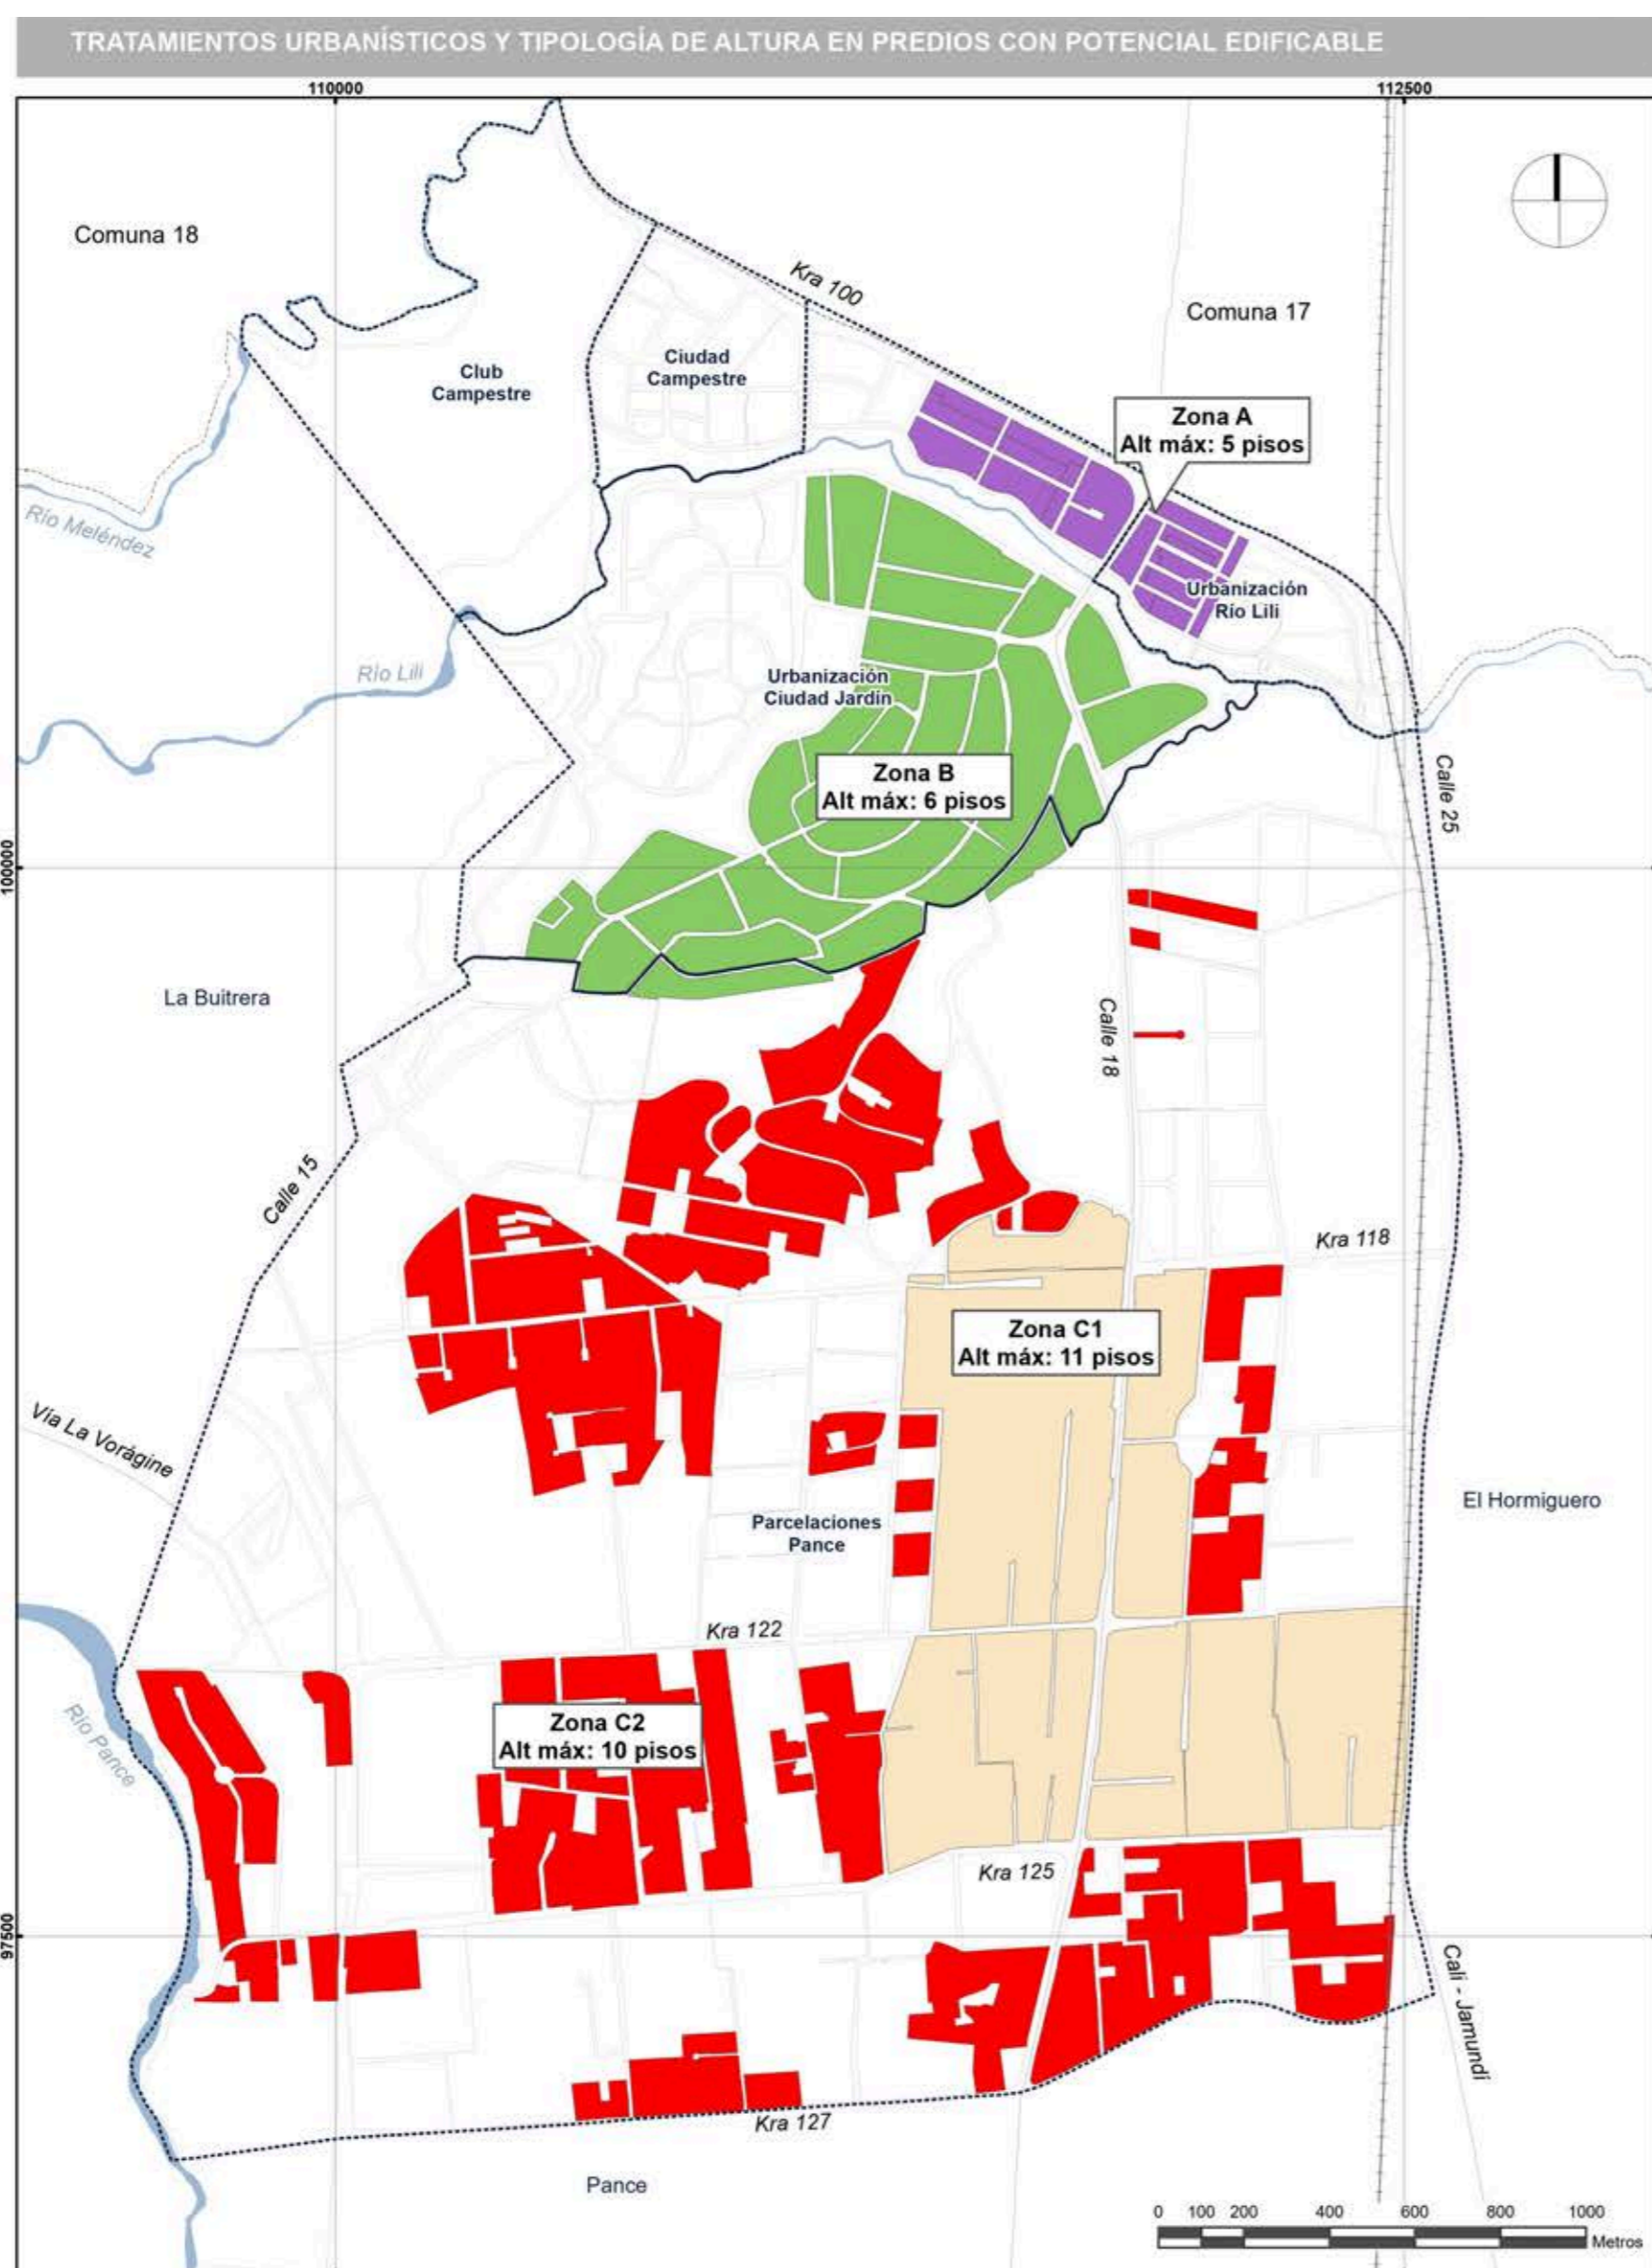 TRATAMIENTOS URBANÍSTICOS Y TIPOLOGÍA DE ALTURA EN PREDIOS CON POTENCIAL EDIFICABLE
110000
112500
Comuna 18
Kra 100
Comuna 17
Club
Campestre
Ciudad
Campestre
Zona A
Alt máx: 5 pisos
Río Meléndez
Urbanización
Río Lili
Río Lili
Urbanización
Ciudad Jardín
Zona B
Alt máx: 6 pisos
Calle 25
100000
La Buitrera
Calle 18
Calle 15
Kra 118
Zona C1
Alt máx: 11 pisos
Vía La Vorágine
El Hormiguero
Parcelaciones
Pance
Kra 122
Río Pance
Zona C2
Alt máx: 10 pisos
Kra 125
97500
Cali - Jamundí
Kra 127
Pance
0 100 200 400 600 800 1000
Metros